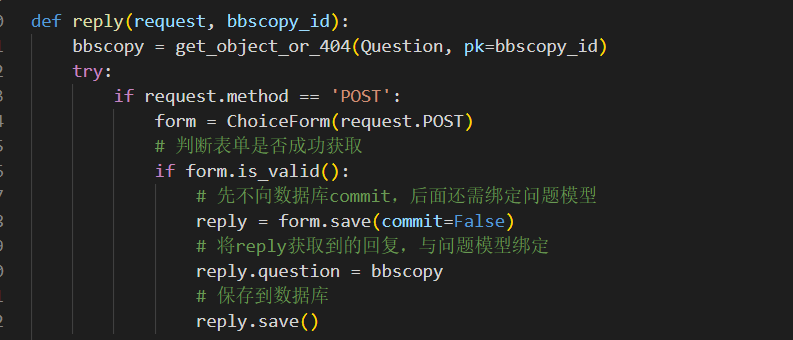 def reply(request, bbscopy_id):
    bbscopy = get_object_or_404(Question, pk=bbscopy_id)
    try:
        if request.method == 'POST':
            form = ChoiceForm(request.POST)
            # 判断表单是否成功获取
            if form.is_valid():
                # 先不向数据库commit，后面还需绑定问题模型
                reply = form.save(commit=False)
                # 将reply获取到的回复，与问题模型绑定
                reply.question = bbscopy
                # 保存到数据库
                reply.save()